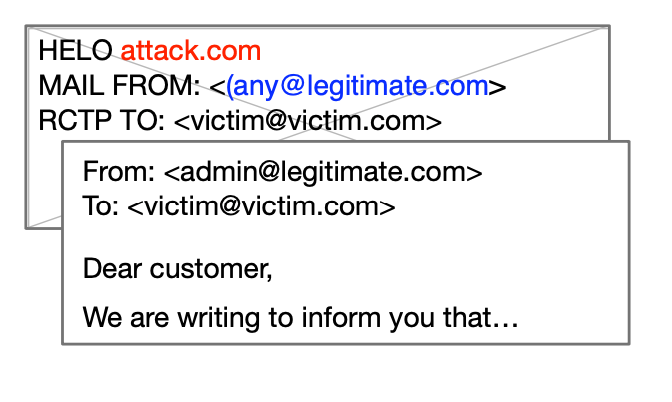 HELO attack.com
MAIL FROM: <(any@legitimate.com>
RCTP TO: <victim@victim.com>
From: <admin@legitimate.com>
To: <victim@victim.com>
Dear customer,
We are writing to inform you that…